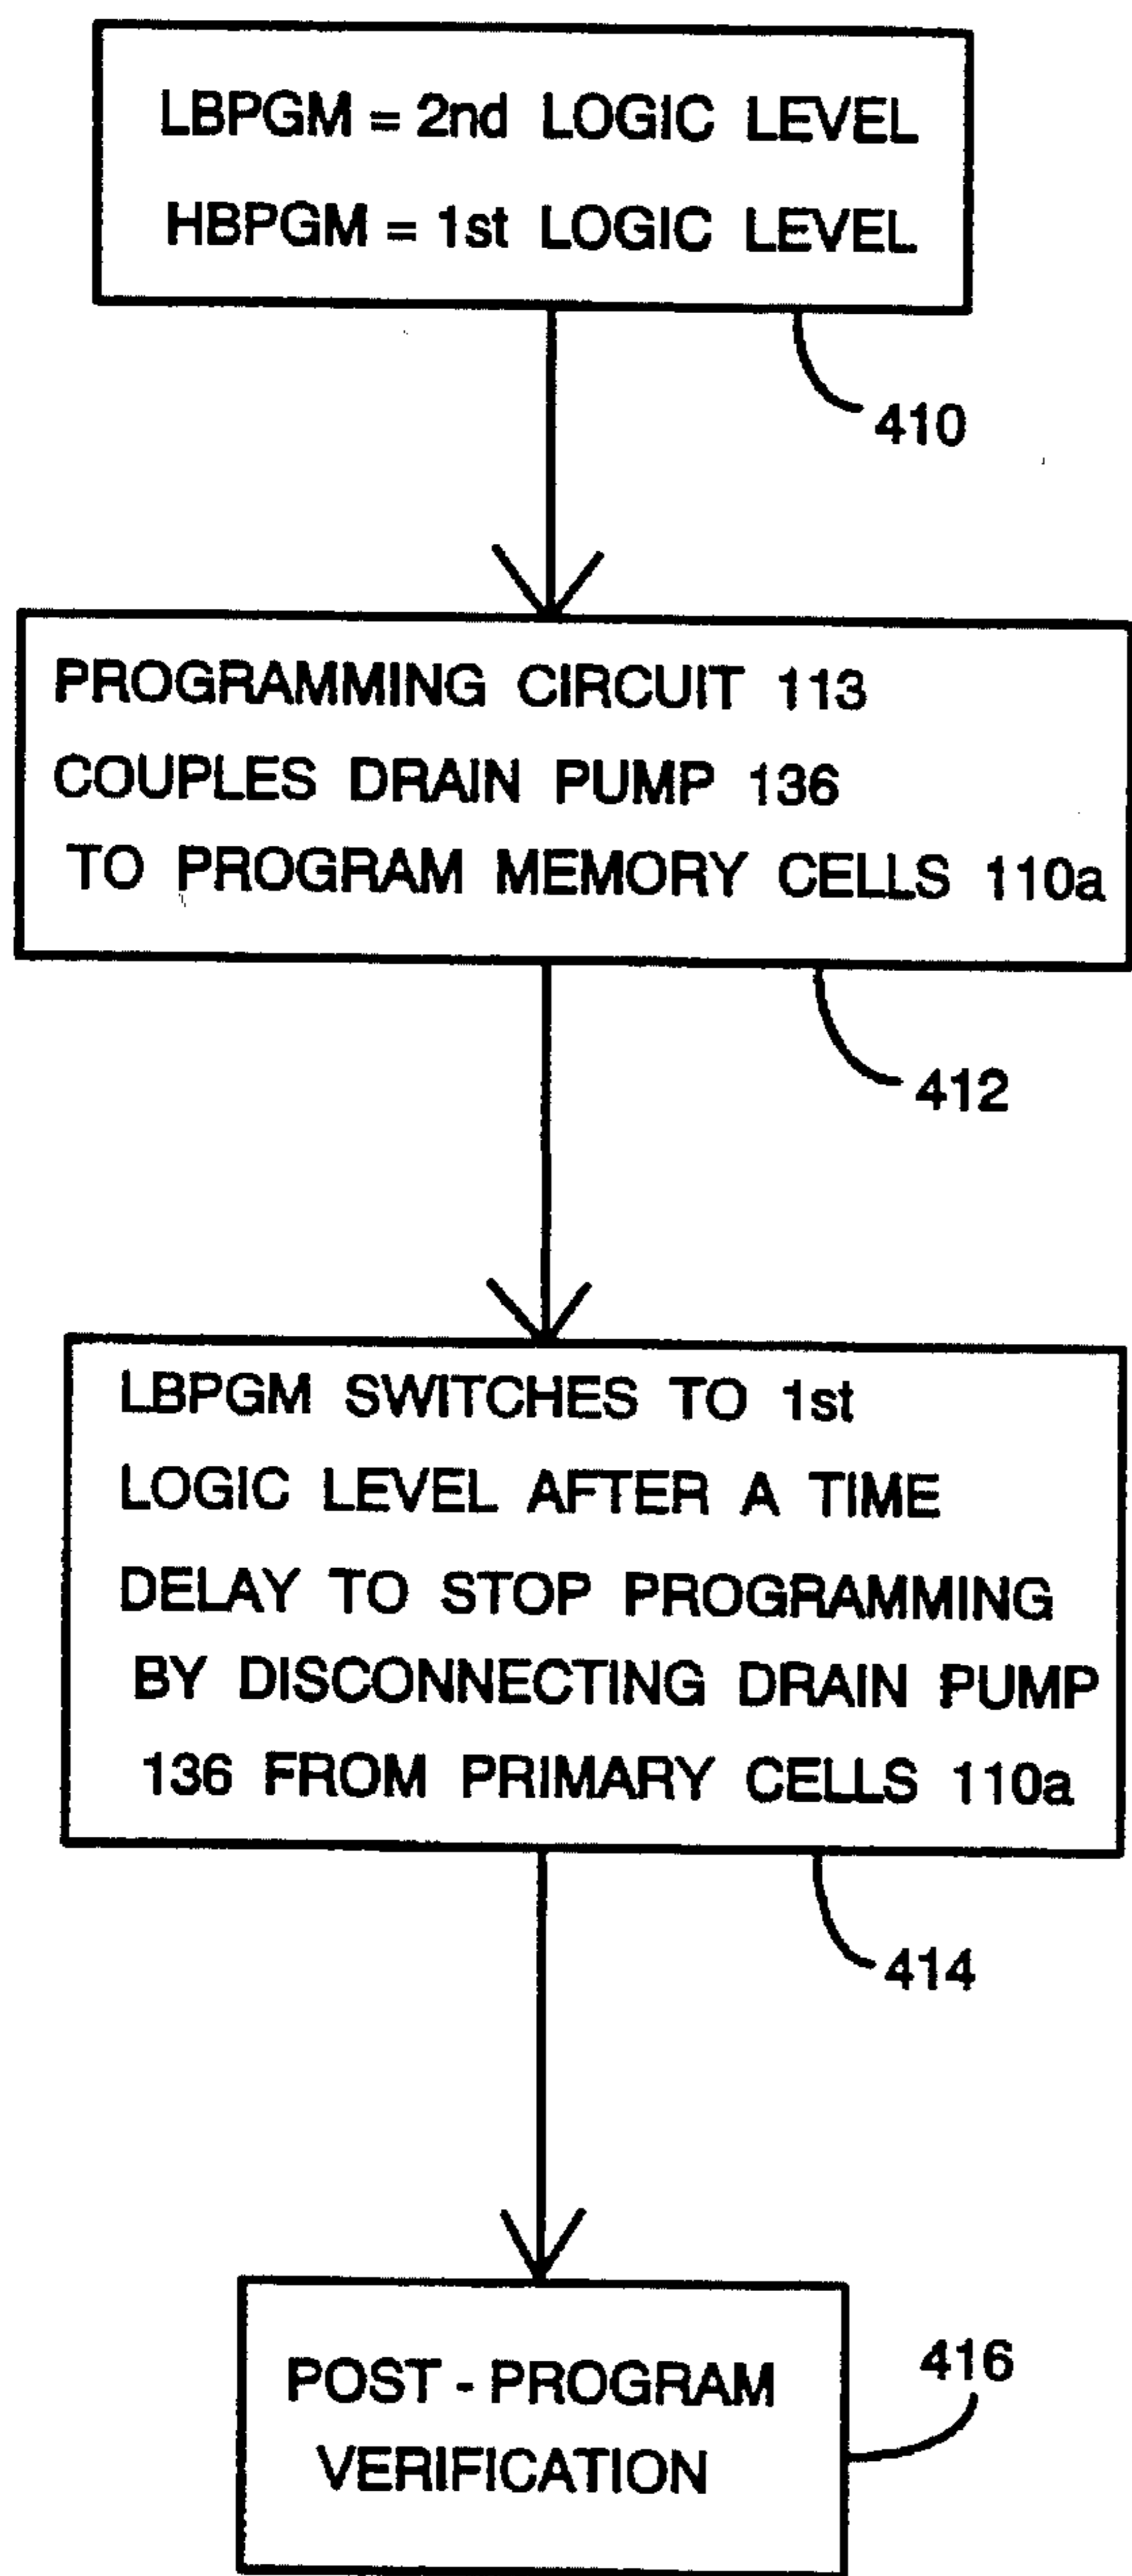 LBPGM = 2nd LOGIC LEVEL
HBPGM = 1st LOGIC LEVEL
410
PROGRAMMING CIRCUIT 113
COUPLES DRAIN PUMP 136
TO PROGRAM MEMORY CELLS 110a
412
LBPGM SWITCHES TO 1st
LOGIC LEVEL AFTER A TIME
DELAY TO STOP PROGRAMMING
BY DISCONNECTING DRAIN PUMP
136 FROM PRIMARY CELLS 110a
414
POST - PROGRAM
VERIFICATION
416